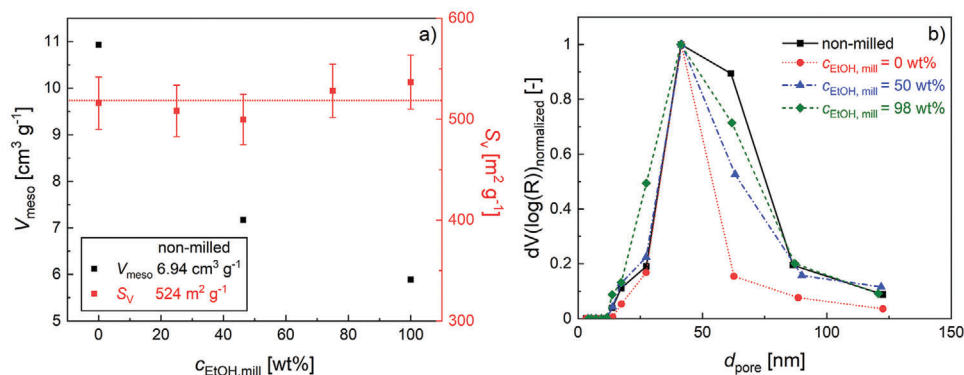 a)
11
10
9
8
7
6
5
V_meso [cm³ g⁻¹]
600
500
400
300
S_v [m² g⁻¹]
non-milled
V_meso 6.94 cm³ g⁻¹
S_V 524 m² g⁻¹
0 20 40 60 80 100
c_EtOH,mill [wt%]
b)
1
0.8
0.6
0.4
0.2
0
dV(log(R))_normalized [-]
non-milled
c_EtOH, mill = 0 wt%
c_EtOH, mill = 50 wt%
c_EtOH, mill = 98 wt%
0 50 100 150
d_pore [nm]